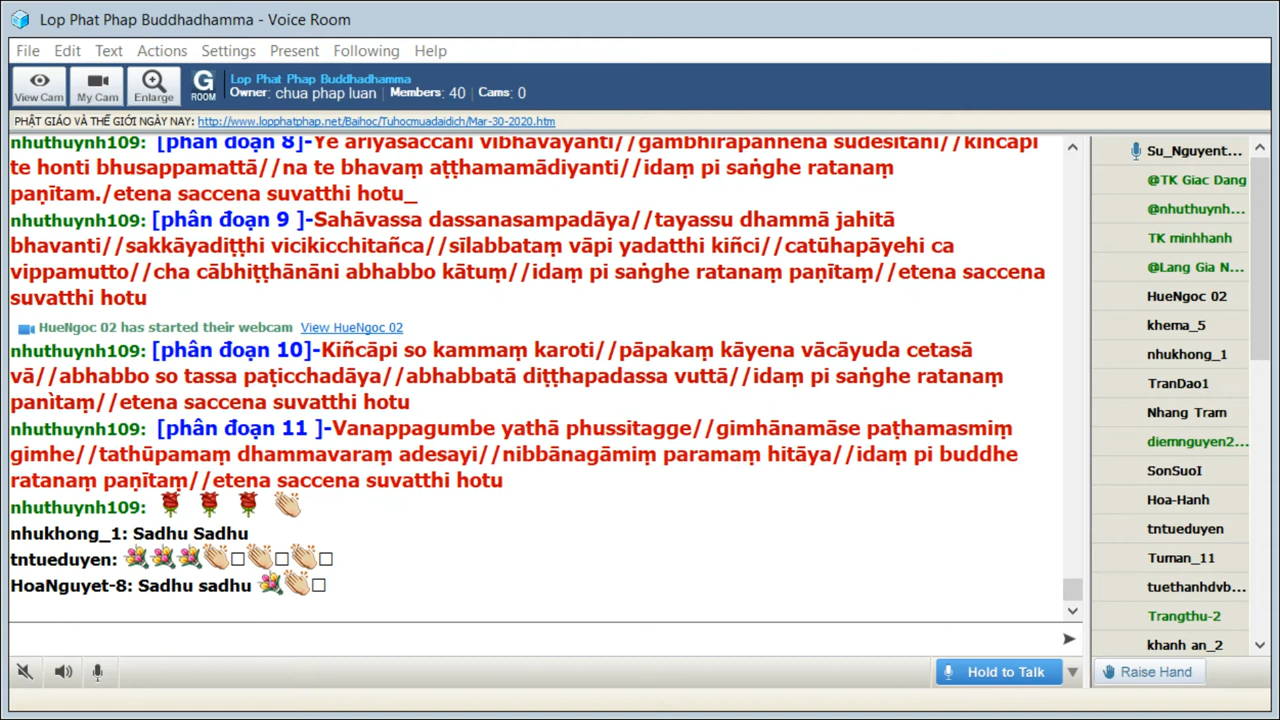 Lop Phat Phap Buddhadhamma - Voice Room
File Edit Text Actions Settings Present Following Help
View Cam My Cam Enlarge G ROOM
Lop Phat Phap Buddhadhamma
Owner: chua phap luan Members: 40 Cams: 0
PHẬT GIÁO VÀ THẾ GIỚI NGÀY NAY: http://www.lopphatphap.net/Baihoc/Tuhocmuadaidich/Mar-30-2020.htm
nhuthuynh109: [phân đoạn 8]-Ye ariyasaccāni vibhāvayanti//gambhīrapaññena sudesitāni//kiñcāpi
te honti bhusappamattā//na te bhavaṃ aṭṭhamamādiyanti//idaṃ pi saṅghe ratanaṃ
paṇītam./etena saccena suvatthi hotu_
nhuthuynh109: [phân đoạn 9 ]-Sahāvassa dassanasampadāya//tayassu dhammā jahitā
bhavanti//sakkāyadiṭṭhi vicikicchitañca//sīlabbataṃ vāpi yadatthi kiñci//catūhapāyehi ca
vippamutto//cha cābhiṭṭhānāni abhabbo kātuṃ//idaṃ pi saṅghe ratanaṃ paṇītaṃ//etena saccena
suvatthi hotu
HueNgoc 02 has started their webcam View HueNgoc 02
nhuthuynh109: [phân đoạn 10]-Kiñcāpi so kammaṃ karoti//pāpakaṃ kāyena vācāyuda cetasā
vā//abhabbo so tassa paṭicchadāya//abhabbatā diṭṭhapadassa vuttā//idaṃ pi saṅghe ratanaṃ
panìtaṃ//etena saccena suvatthi hotu
nhuthuynh109: [phân đoạn 11 ]-Vanappagumbe yathā phussitagge//gimhānamāse paṭhamasmiṃ
gimhe//tathūpamaṃ dhammavaraṃ adesayi//nibbānagāmiṃ paramaṃ hitāya//idaṃ pi buddhe
ratanaṃ paṇītaṃ//etena saccena suvatthi hotu
nhuthuynh109:
nhukhong_1: Sadhu Sadhu
tntueduyen:
HoaNguyet-8: Sadhu sadhu
Su_Nguyent...
@TK Giac Dang
@nhuthuynh...
TK minhhanh
@Lang Gia N...
HueNgoc 02
khema_5
nhukhong_1
TranDao1
Nhang Tram
diemnguyen2...
SonSuoI
Hoa-Hanh
tntueduyen
Tuman_11
tuethanhdvb...
Trangthu-2
khanh an_2
Hold to Talk
Raise Hand